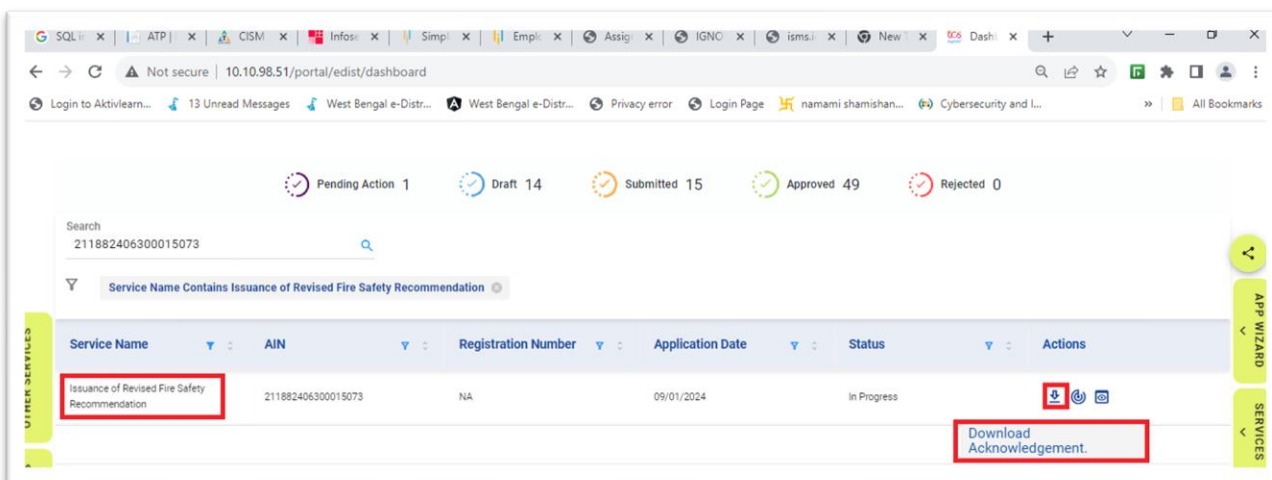 SQL in ATP | CISM Infose Simpl Emplo Assig IGNO isms.i New T Dashb
Not secure | 10.10.98.51/portal/edist/dashboard
Login to Aktivlearn... 13 Unread Messages West Bengal e-Distr... West Bengal e-Distr... Privacy error Login Page namami shamishan... Cybersecurity and I... » All Bookmarks
Pending Action 1 Draft 14 Submitted 15 Approved 49 Rejected 0
Search
211882406300015073
Service Name Contains Issuance of Revised Fire Safety Recommendation
Service Name AIN Registration Number Application Date Status Actions
Issuance of Revised Fire Safety
Recommendation
211882406300015073 NA 09/01/2024 In Progress
Download
Acknowledgement.
OTHER SERVICES
APP WIZARD
SERVICES